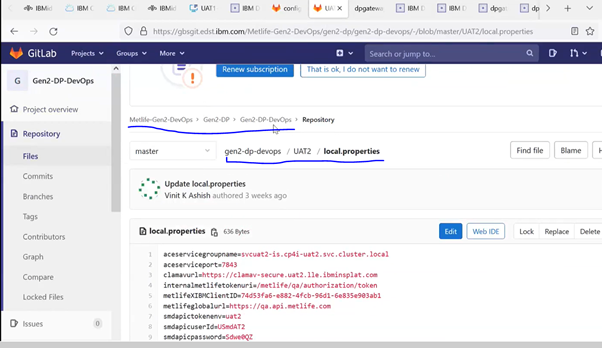 IBMid
IBM C
IBM C
IBMid
UAT1
IBM D
config
UAT
dpgatew
IBM D
IBM D
dpga
IBM D
dp
https://gbsgit.edst.ibm.com/Metlife-Gen2-DevOps/gen2-dp/gen2-dp-devops/-/blob/master/UAT2/local.properties
GitLab Projects Groups More Search or jump to...
G Gen2-DP-DevOps
Renew subscription That is ok, I do not want to renew
Project overview
Metlife-Gen2-DevOps > Gen2-DP > Gen2-DP-DevOps > Repository
Repository
master gen2-dp-devops / UAT2 / local.properties Find file Blame H
Files
Commits
Update local.properties
Branches
Vinit K Ashish authored 3 weeks ago
Tags
Contributors
local.properties 636 Bytes Edit Web IDE Lock Replace Delete
Graph
Compare
Locked Files
Issues 0
1 aceservicegroupname=svcuat2-is.cp4i-uat2.svc.cluster.local
2 aceserviceport=7843
3 clamavurl=https://clamav-secure.uat2.lle.ibminsplat.com
4 internalmetlifetokenuri=/metlife/qa/authorization/token
5 metlifeXIBMClientID=74d53fa6-e882-4fcb-96d1-6e835e903ab1
6 metlifeglobalurl=https://qa.api.metlife.com
7 smdapictokenenv=uat2
8 smdapicuserId=USmdAT2
9 smdapicpassword=Sdwe0QZ